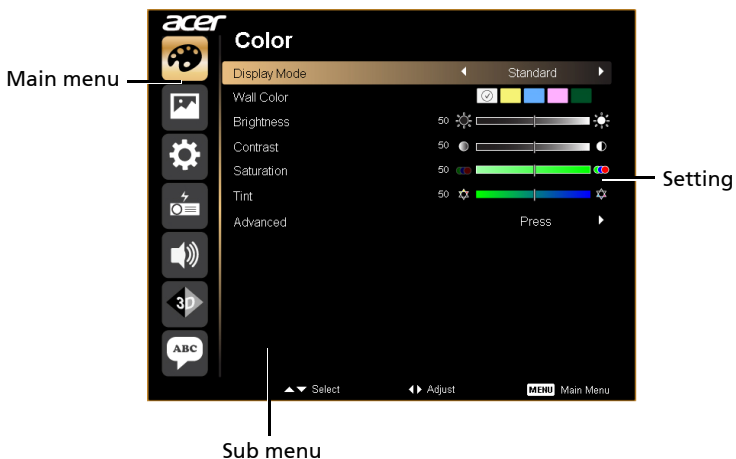 acer
Color
Main menu
Display Mode Standard
Wall Color
Brightness 50
Contrast 50
Saturation 50
Setting
Tint 50
Advanced Press
3D
ABC
Select Adjust MENU Main Menu
Sub menu